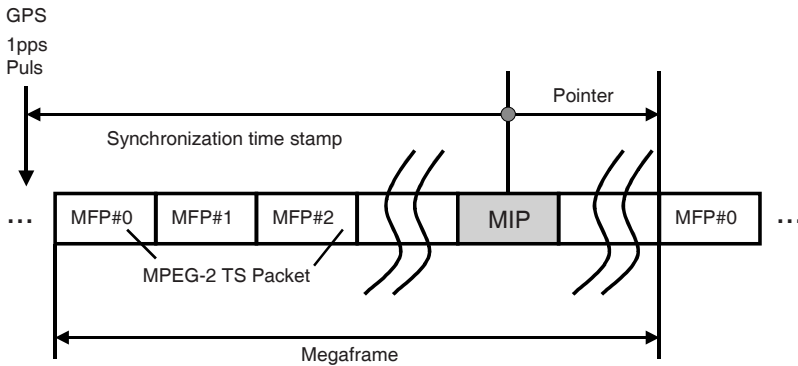 GPS
1pps
Puls
Pointer
Synchronization time stamp
... MFP#0 MFP#1 MFP#2 MIP MFP#0 ...
MPEG-2 TS Packet
Megaframe